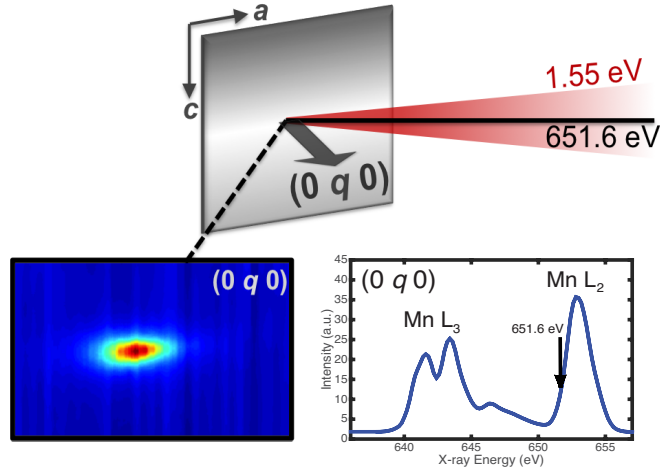 a
c
1.55 eV
651.6 eV
(0 q 0)
(0 q 0)
(0 q 0)
Mn L3
Mn L2
651.6 eV
Intensity (a.u.)
45
40
35
30
25
20
15
10
5
0
640
645
650
655
X-ray Energy (eV)